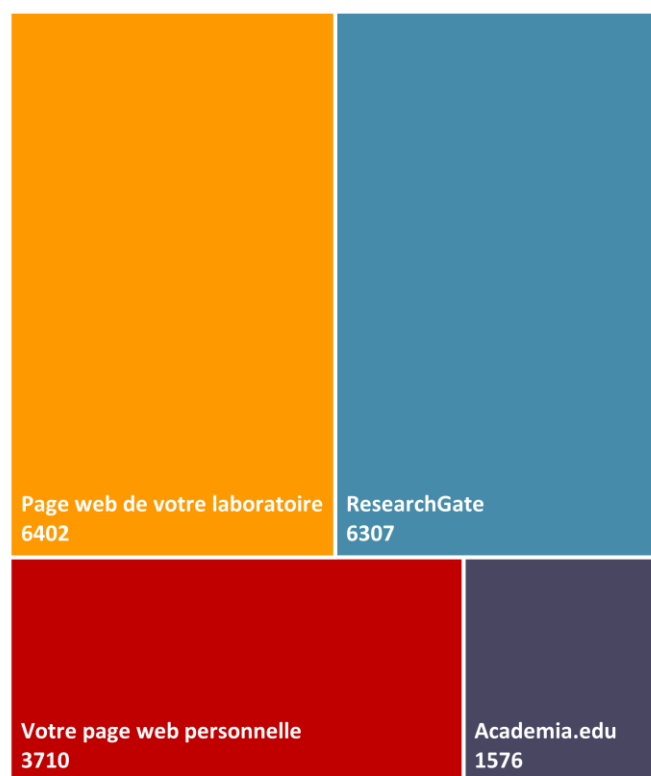 Page web de votre laboratoire
6402
ResearchGate
6307
Votre page web personnelle
3710
Academia.edu
1576